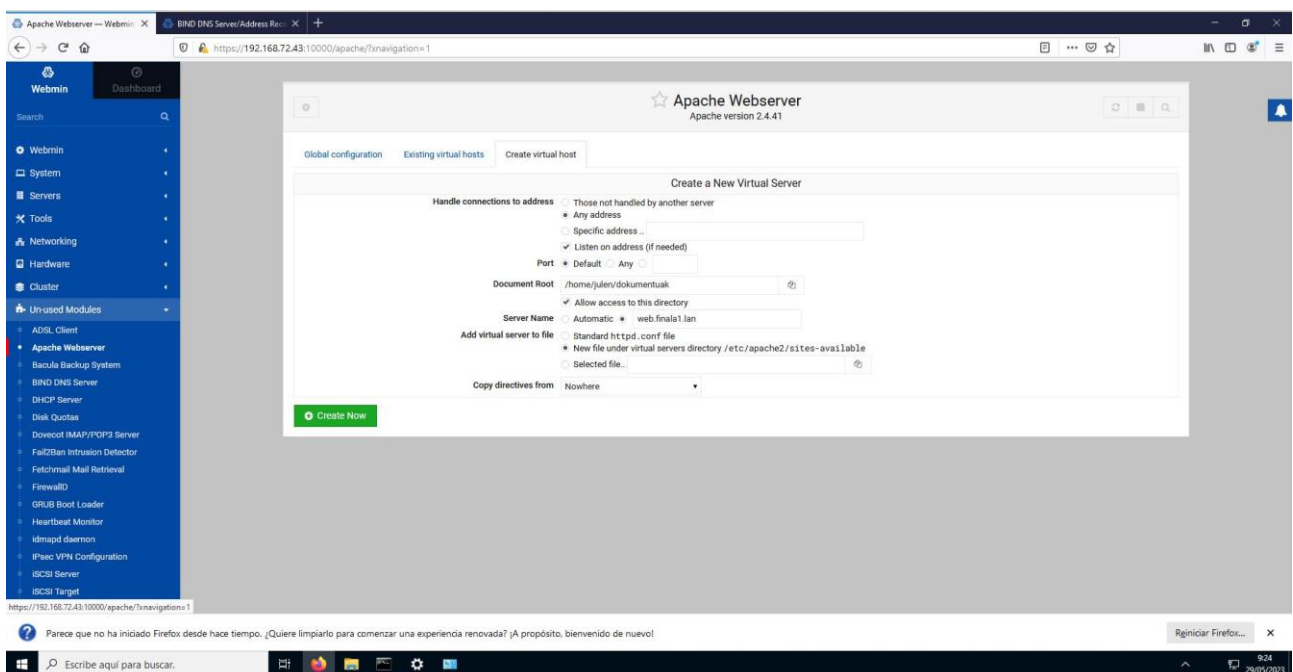 Apache Webserver — Webmin
BIND DNS Server/Address Reco
https://192.168.72.43:10000/apache/?xnavigation=1
Webmin
Dashboard
Search
Webmin
System
Servers
Tools
Networking
Hardware
Cluster
Un-used Modules
ADSL Client
Apache Webserver
Bacula Backup System
BIND DNS Server
DHCP Server
Disk Quotas
Dovecot IMAP/POP3 Server
Fail2Ban Intrusion Detector
Fetchmail Mail Retrieval
FirewallD
GRUB Boot Loader
Heartbeat Monitor
idmapd daemon
IPsec VPN Configuration
iSCSI Server
iSCSI Target
https://192.168.72.43:10000/apache/?xnavigation=1
Apache Webserver
Apache version 2.4.41
Global configuration Existing virtual hosts Create virtual host
Create a New Virtual Server
Handle connections to address Those not handled by another server
Any address
Specific address ..
Listen on address (if needed)
Port Default Any
Document Root /home/julen/dokumentuak
Allow access to this directory
Server Name Automatic web.finala1.lan
Add virtual server to file Standard httpd.conf file
New file under virtual servers directory /etc/apache2/sites-available
Selected file..
Copy directives from Nowhere
Create Now
Parece que no ha iniciado Firefox desde hace tiempo. ¿Quiere limpiarlo para comenzar una experiencia renovada? ¡A propósito, bienvenido de nuevo!
Reiniciar Firefox...
Escribe aquí para buscar.
9:24
29/05/2023